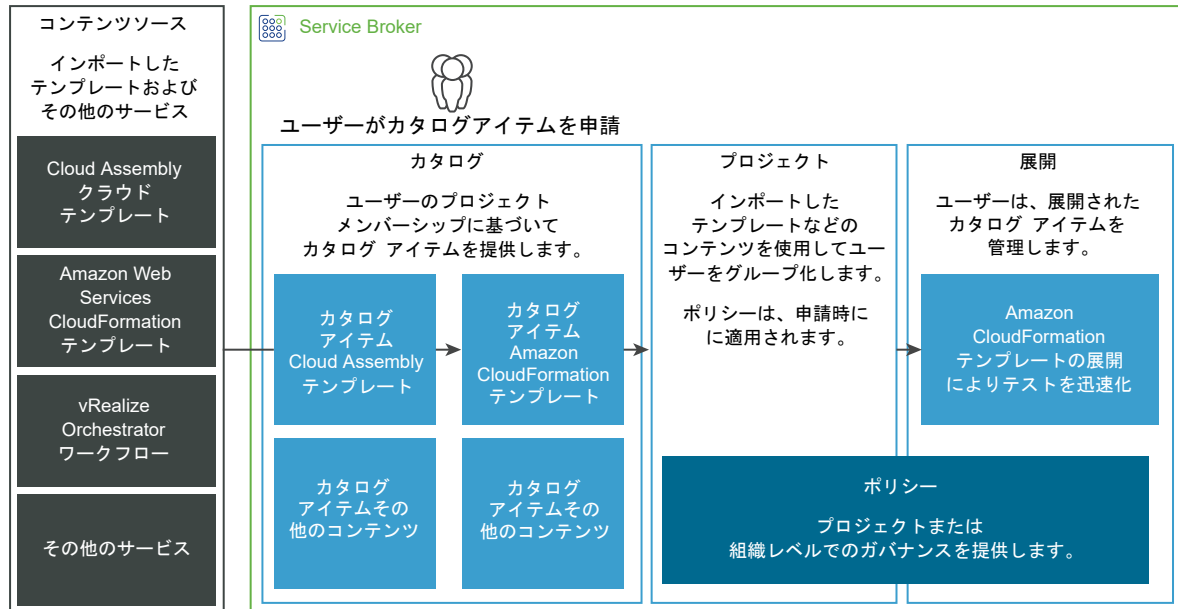 コンテンツソース
インポートした
テンプレートおよび
その他のサービス
Cloud Assembly
クラウド
テンプレート
Amazon Web
Services
CloudFormation
テンプレート
vRealize
Orchestrator
ワークフロー
その他のサービス
Service Broker
ユーザーがカタログアイテムを申請
カタログ
ユーザーのプロジェクト
メンバーシップに基づいて
カタログ アイテムを提供します。
カタログ
アイテム
Cloud Assembly
テンプレート
カタログ
アイテム
Amazon
CloudFormation
テンプレート
カタログ
アイテムその
他のコンテンツ
カタログ
アイテムその
他のコンテンツ
プロジェクト
インポートした
テンプレートなどの
コンテンツを使用してユー
ザーをグループ化します。
ポリシーは、申請時に
に適用されます。
展開
ユーザーは、展開された
カタログ アイテムを
管理します。
Amazon
CloudFormation
テンプレートの展開
によりテストを迅速化
ポリシー
プロジェクトまたは
組織レベルでのガバナンスを提供します。